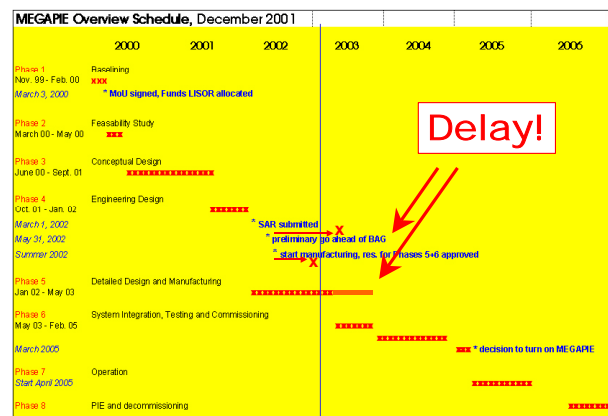 MEGAPIE Overview Schedule, December 2001
2000 2001 2002 2003 2004 2005 2006
Phase 1 Baselining
Nov. 99 - Feb. 00 xxx
March 3, 2000 * MoU signed, Funds LISOR allocated
Delay!
Phase 2 Feasability Study
March 00 - May 00
Phase 3 Conceptual Design
June 00 - Sept. 01
Phase 4 Engineering Design
Oct. 01 - Jan. 02
March 1, 2002 * SAR submitted X
May 31, 2002 * preliminary go ahead of BAG
Summer 2002 * start manufacturing, res. for Phases 5+6 approved
X
Phase 5 Detailed Design and Manufacturing
Jan 02 - May 03
Phase 6 System Integration, Testing and Commissioning
May 03 - Feb. 05
March 2005 * decision to turn on MEGAPIE
Phase 7 Operation
Start April 2005
Phase 8 PIE and decommissioning